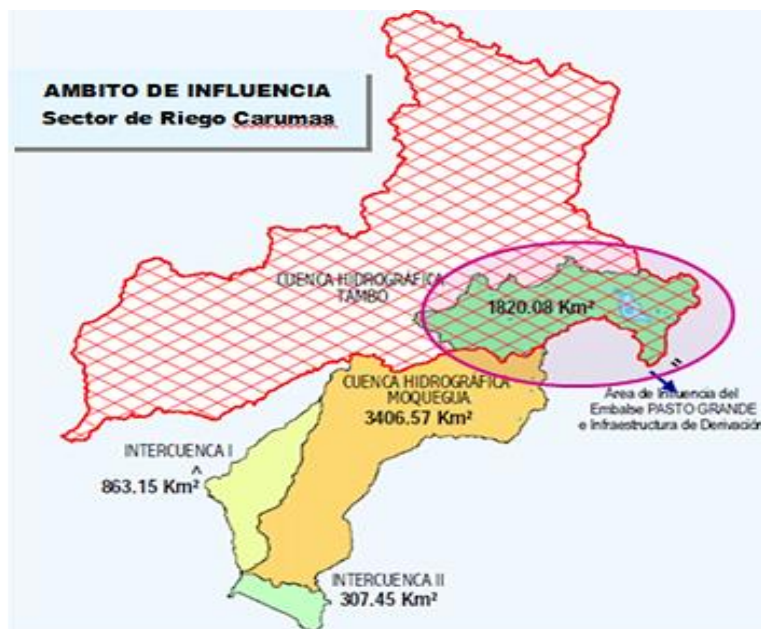 AMBITO DE INFLUENCIA
Sector de Riego Carumas
CUENCA HIDROGRÁFICA
TAMBO
1820.08 Km²
CUENCA HIDROGRÁFICA
MOQUEGUA
3406.57 Km²
Área de Influencia del
Embalse PASTO GRANDE
e Infraestructura de Derivación
INTERCUENCA I
863.15 Km²
INTERCUENCA II
307.45 Km²